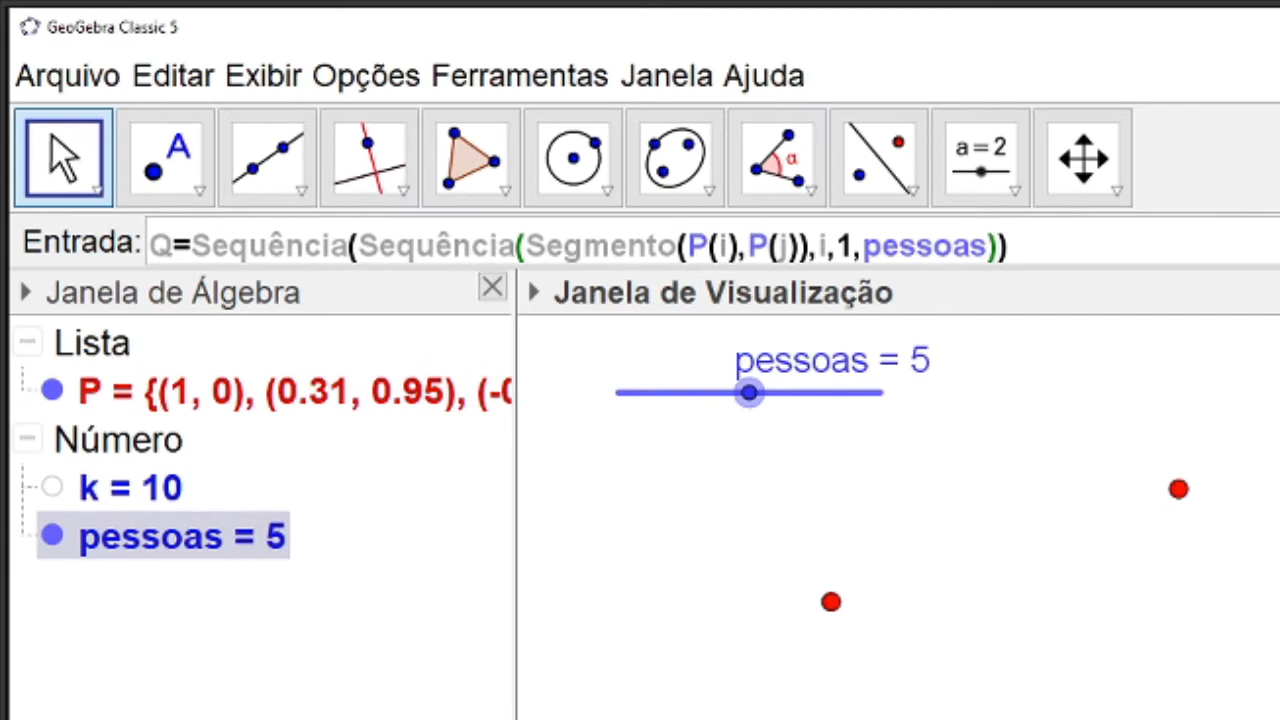 GeoGebra Classic 5
Arquivo Editar Exibir Opções Ferramentas Janela Ajuda
A
α
a = 2
Entrada: Q=Sequência(Sequência(Segmento(P(i),P(j)),i,1,pessoas))
Janela de Álgebra
Janela de Visualização
Lista
P = {(1, 0), (0.31, 0.95), (-0
Número
k = 10
pessoas = 5
pessoas = 5